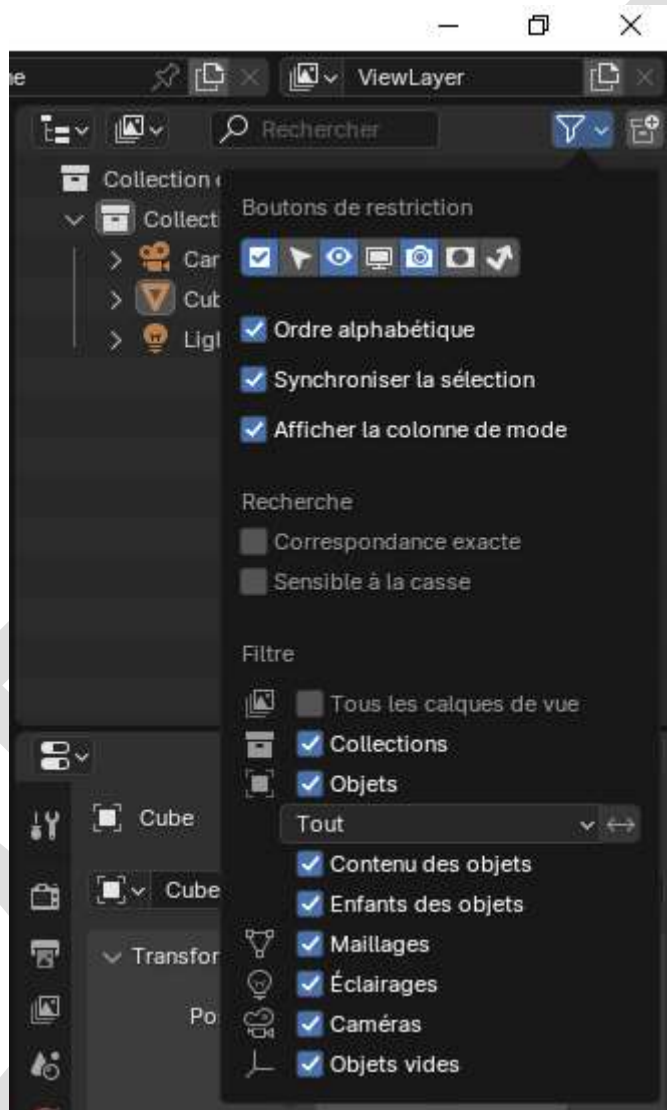 ne
ViewLayer
Rechercher
Collection
Collect
Car
Cub
Ligl
Boutons de restriction
Ordre alphabétique
Synchroniser la sélection
Afficher la colonne de mode
Recherche
Correspondance exacte
Sensible à la casse
Filtre
Tous les calques de vue
Collections
Objets
Tout
Contenu des objets
Enfants des objets
Maillages
Éclairages
Caméras
Objets vides
Cube
Cube
Transfor
Po